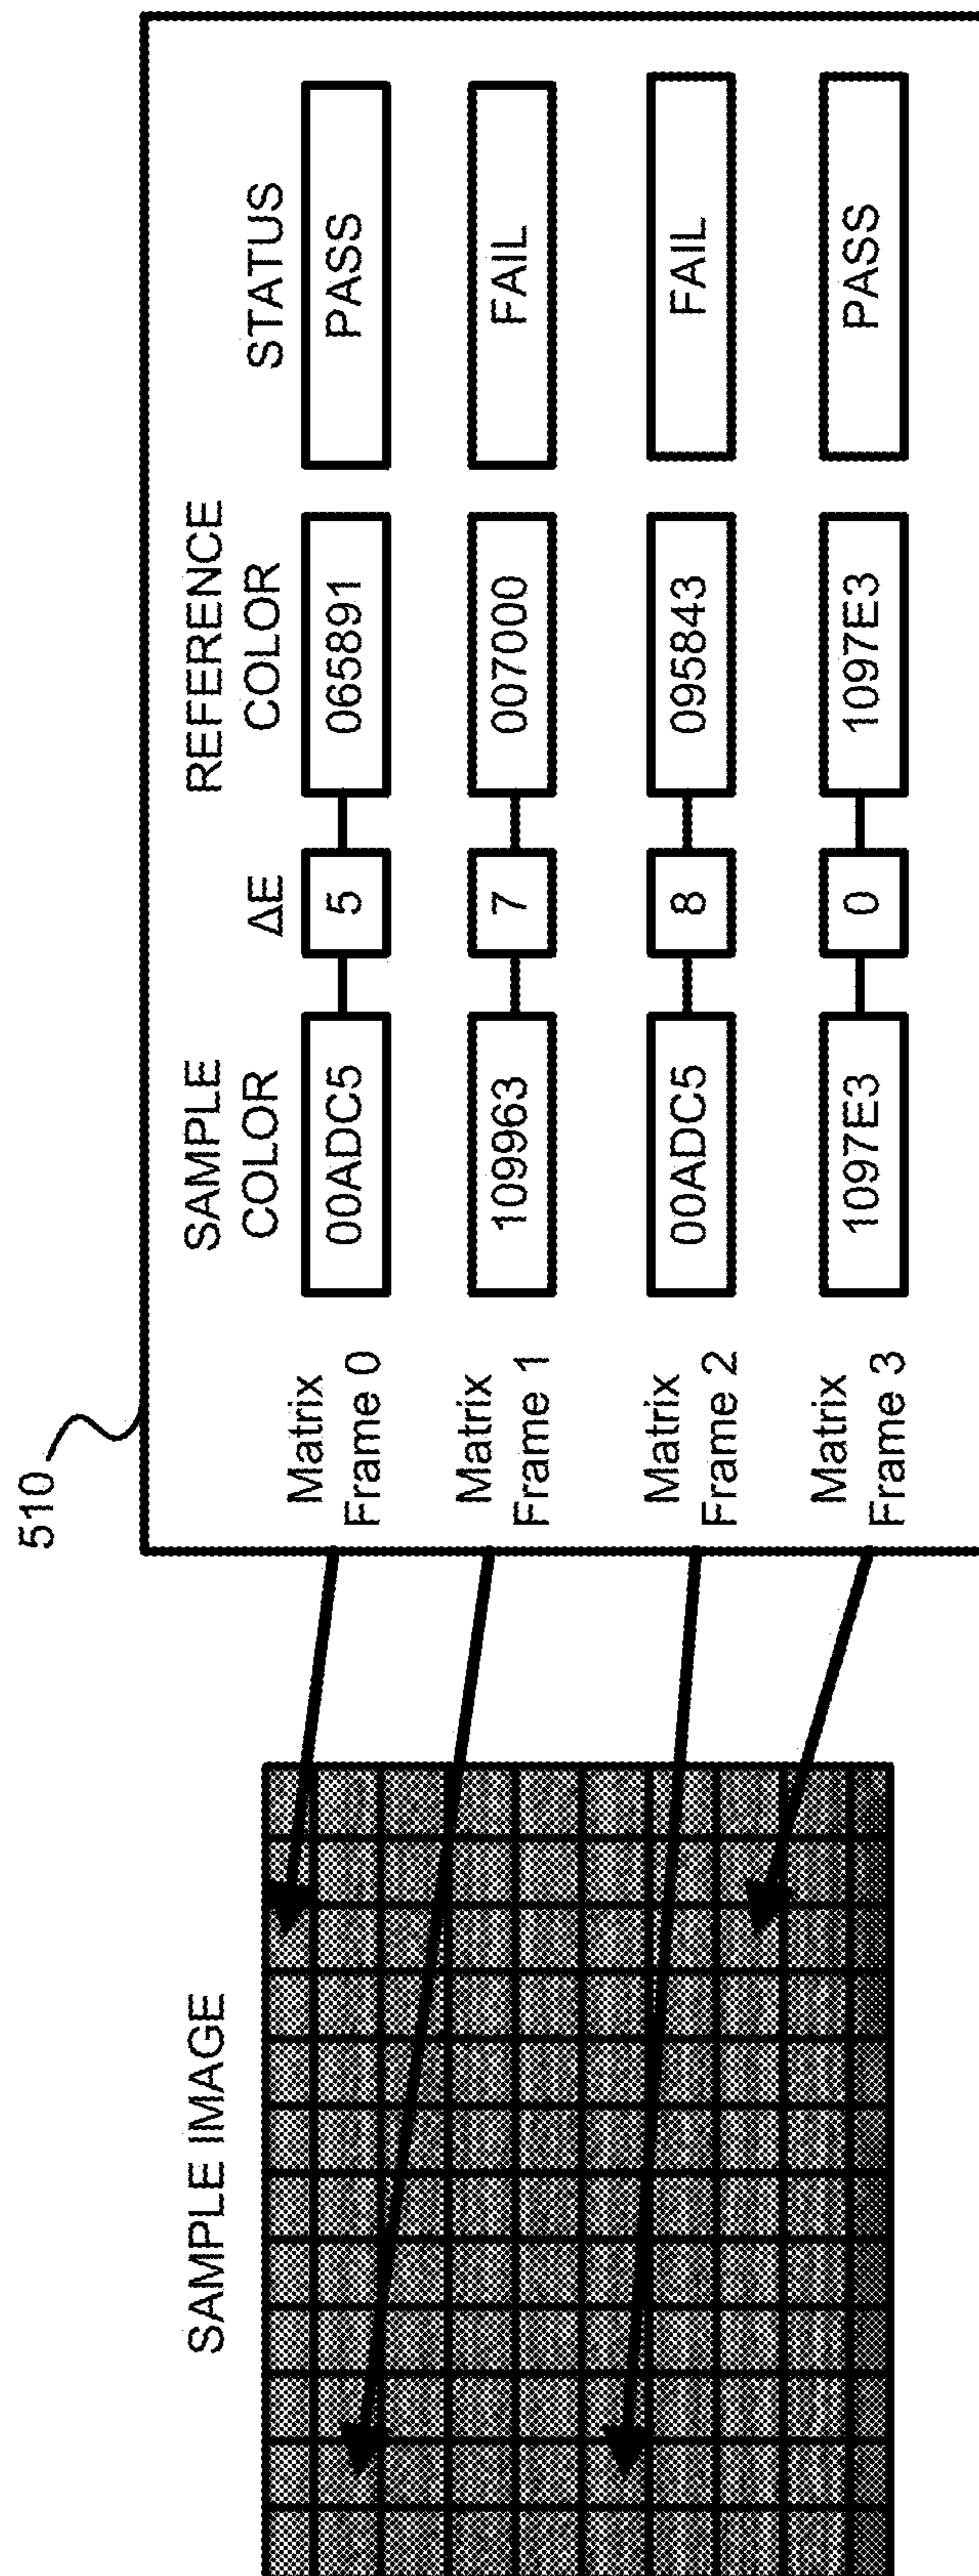 510
SAMPLE IMAGE
SAMPLE
COLOR
ΔE
REFERENCE
COLOR
STATUS
Matrix
Frame 0
00ADC5
5
065891
PASS
Matrix
Frame 1
109963
7
007000
FAIL
Matrix
Frame 2
00ADC5
8
095843
FAIL
Matrix
Frame 3
1097E3
0
1097E3
PASS